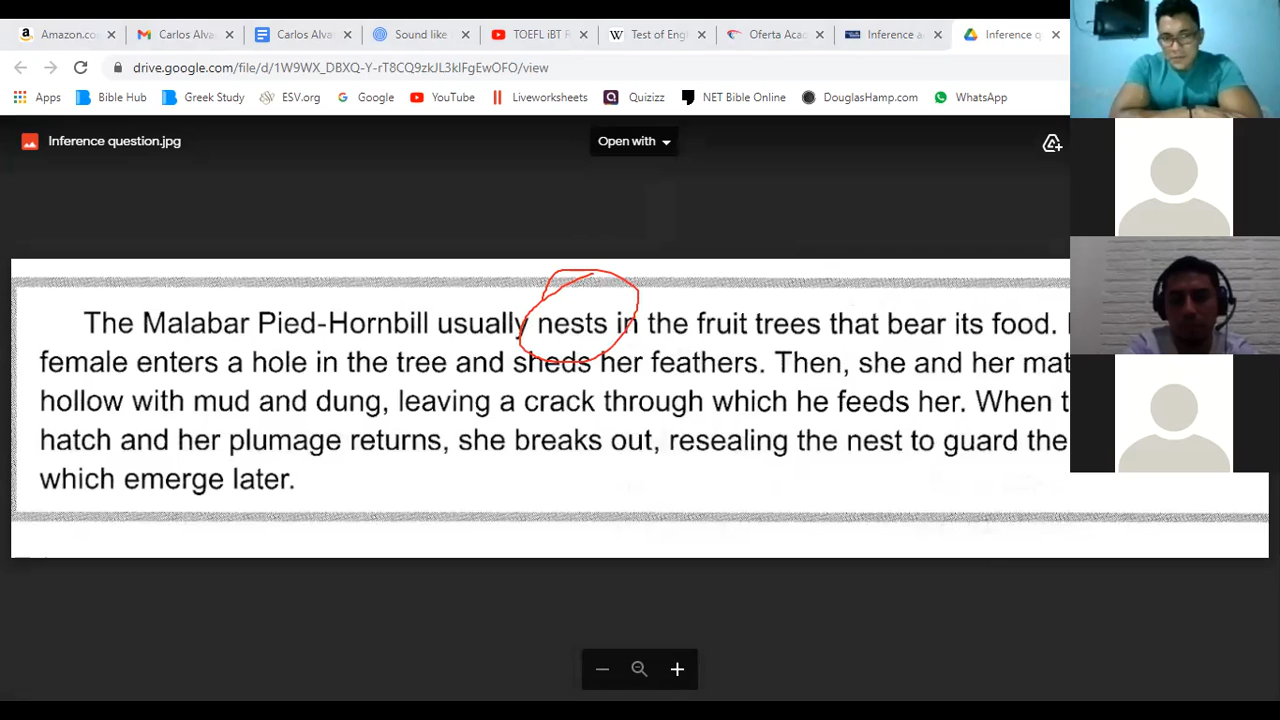 Amazon.co
Carlos Alva
Carlos Alva
Sound like
TOEFL iBT R
Test of Engl
Oferta Aca
Inference a
Inference q
drive.google.com/file/d/1W9WX_DBXQ-Y-rT8CQ9zkJL3klFgEwOFO/view
Apps Bible Hub Greek Study ESV.org Google YouTube Liveworksheets Quizizz NET Bible Online DouglasHamp.com WhatsApp
Inference question.jpg
Open with
The Malabar Pied-Hornbill usually nests in the fruit trees that bear its food.
female enters a hole in the tree and sheds her feathers. Then, she and her mat
hollow with mud and dung, leaving a crack through which he feeds her. When t
hatch and her plumage returns, she breaks out, resealing the nest to guard the
which emerge later.